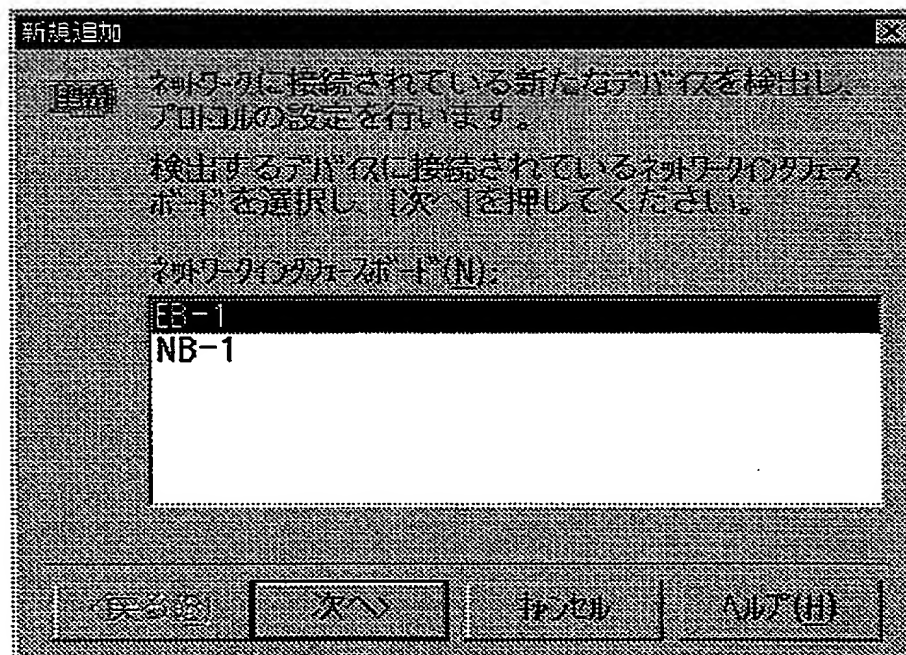 新規追加
ネットワークに接続されている新たなデバイスを検出し、
プロトコルの設定を行います。
検出するデバイスに接続されているネットワークインタフェース
ボードを選択し、[次へ]を押してください。
ネットワークインタフェースボード(N):
EB-1
NB-1
<戻る(B) 次へ> キャンセル ヘルプ(H)